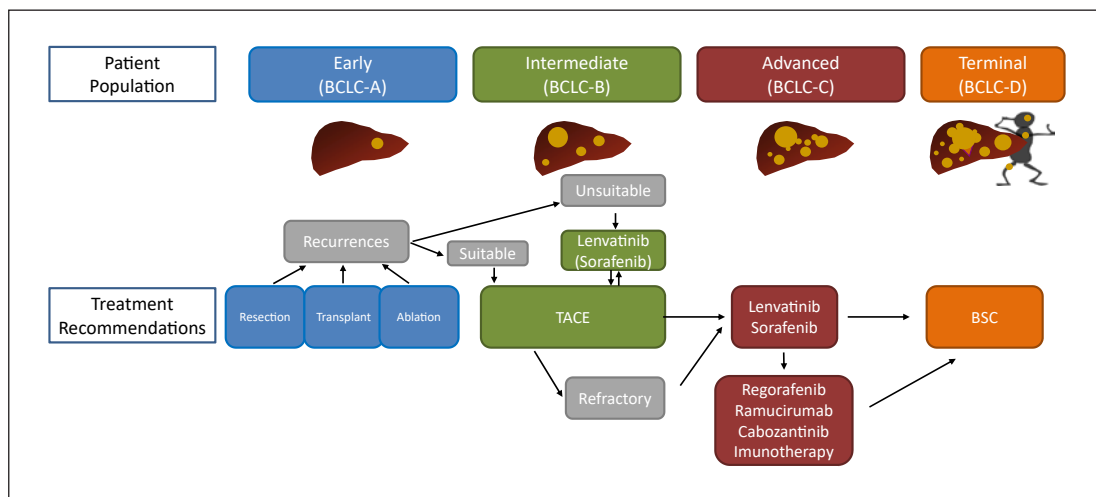 Patient
Population
Early
(BCLC-A)
Intermediate
(BCLC-B)
Advanced
(BCLC-C)
Terminal
(BCLC-D)
Unsuitable
Recurrences
Suitable
Lenvatinib
(Sorafenib)
Treatment
Recommendations
Resection
Transplant
Ablation
TACE
Lenvatinib
Sorafenib
BSC
Refractory
Regorafenib
Ramucirumab
Cabozantinib
Imunotherapy